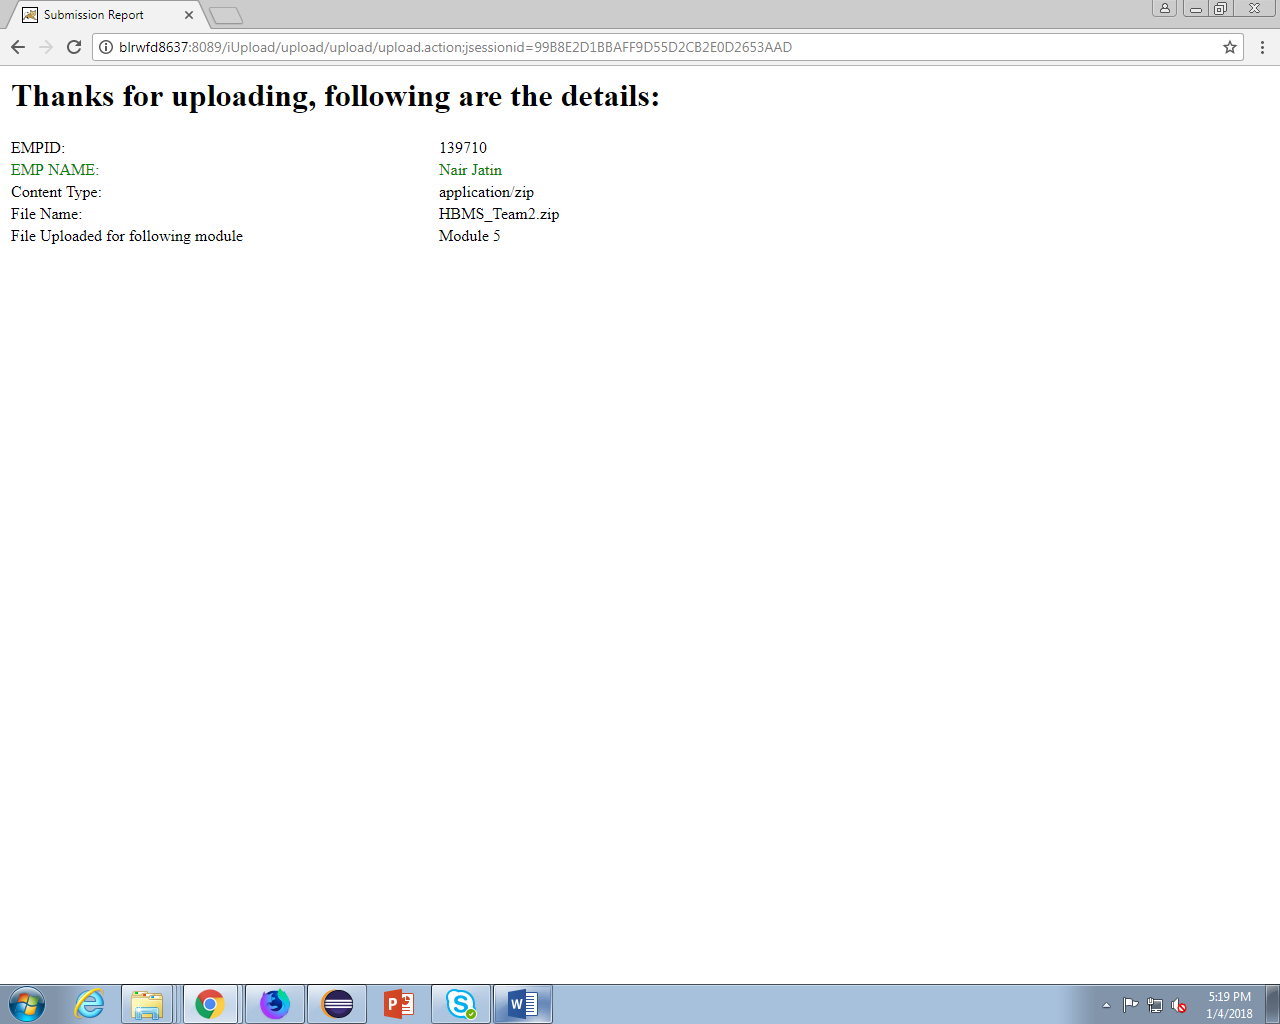 Submission Report
blrwfd8637:8089/iUpload/upload/upload/upload.action;jsessionid=99B8E2D1BBAFF9D55D2CB2E0D2653AAD
Thanks for uploading, following are the details:
EMPID: 139710
EMP NAME: Nair Jatin
Content Type: application/zip
File Name: HBMS_Team2.zip
File Uploaded for following module Module 5
5:19 PM
1/4/2018